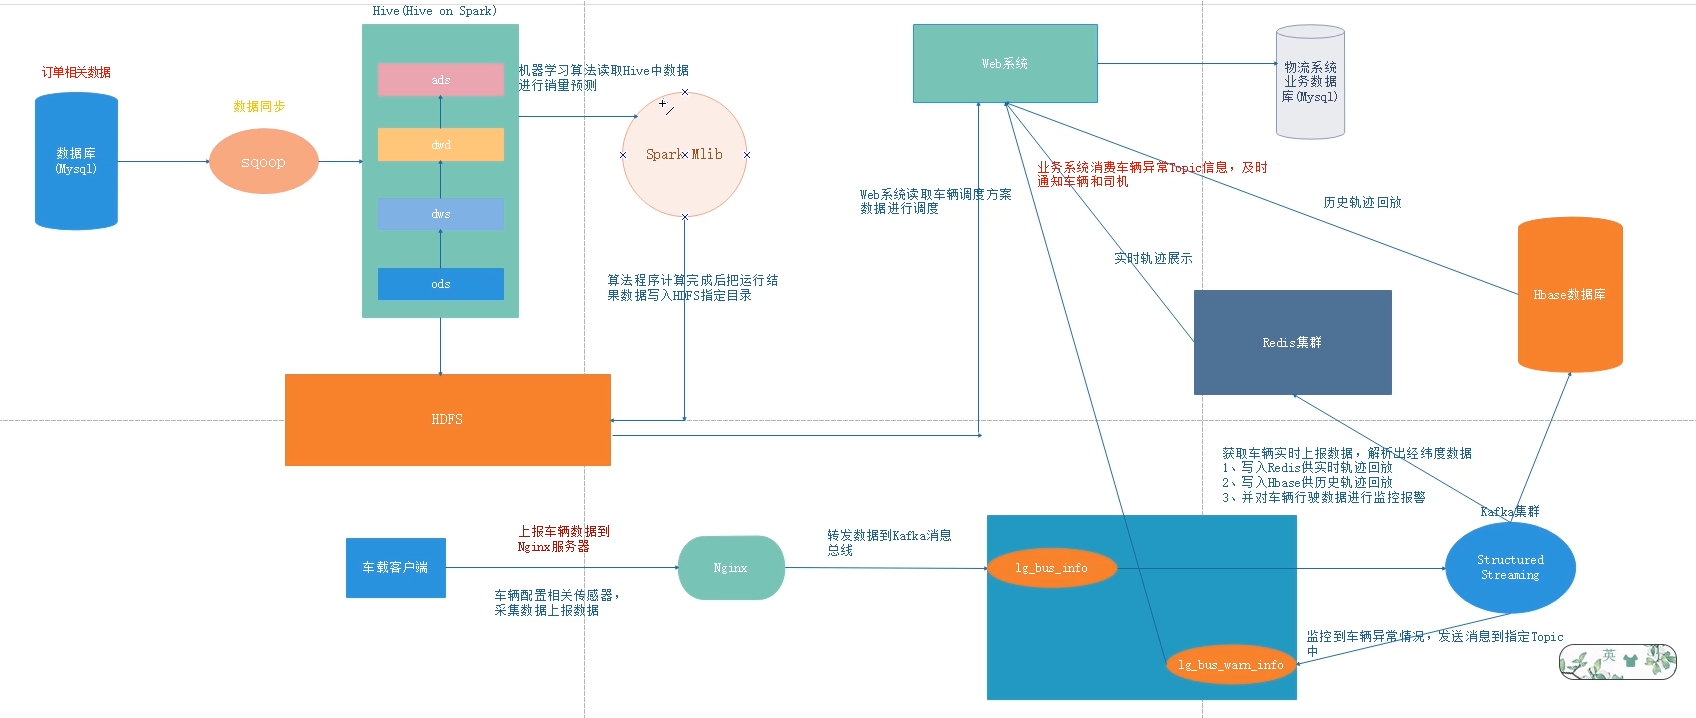 Hive(Hive on Spark)
订单相关数据
数据同步
数据库
(Mysql)
sqoop
ads
dwd
dws
ods
机器学习算法读取Hive中数据
进行销量预测
Spark Mlib
算法程序计算完成后把运行结
果数据写入HDFS指定目录
HDFS
Web系统
物流系统
业务数据
库(Mysql)
业务系统消费车辆异常Topic信息，及时
通知车辆和司机
Web系统读取车辆调度方案
数据进行调度
历史轨迹回放
实时轨迹展示
Hbase数据库
Redis集群
获取车辆实时上报数据，解析出经纬度数据
1、写入Redis供实时轨迹回放
2、写入Hbase供历史轨迹回放
3、并对车辆行驶数据进行监控报警
Kafka集群
上报车辆数据到
Nginx服务器
车载客户端
车辆配置相关传感器，
采集数据上报数据
Nginx
转发数据到Kafka消息
总线
lg_bus_info
Structured
Streaming
监控到车辆异常情况，发送消息到指定Topic
中
lg_bus_warn_info
英